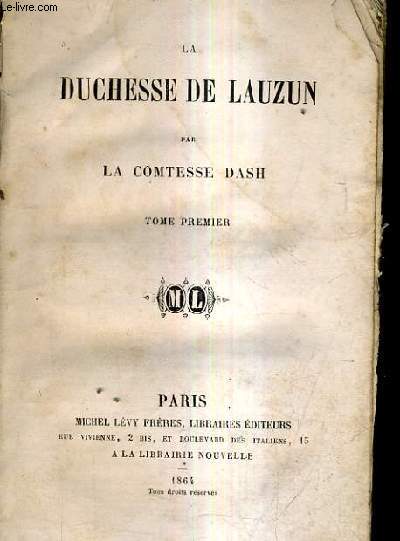 Le-livre.com
LA
DUCHESSE DE LAUZUN
PAR
LA COMTESSE DASH
TOME PREMIER
ML
PARIS
MICHEL LÉVY FRÈRES, LIBRAIRES ÉDITEURS
RUE VIVIENNE, 2 BIS, ET BOULEVARD DES ITALIENS, 15
A LA LIBRAIRIE NOUVELLE
1864
Tous droits réservés